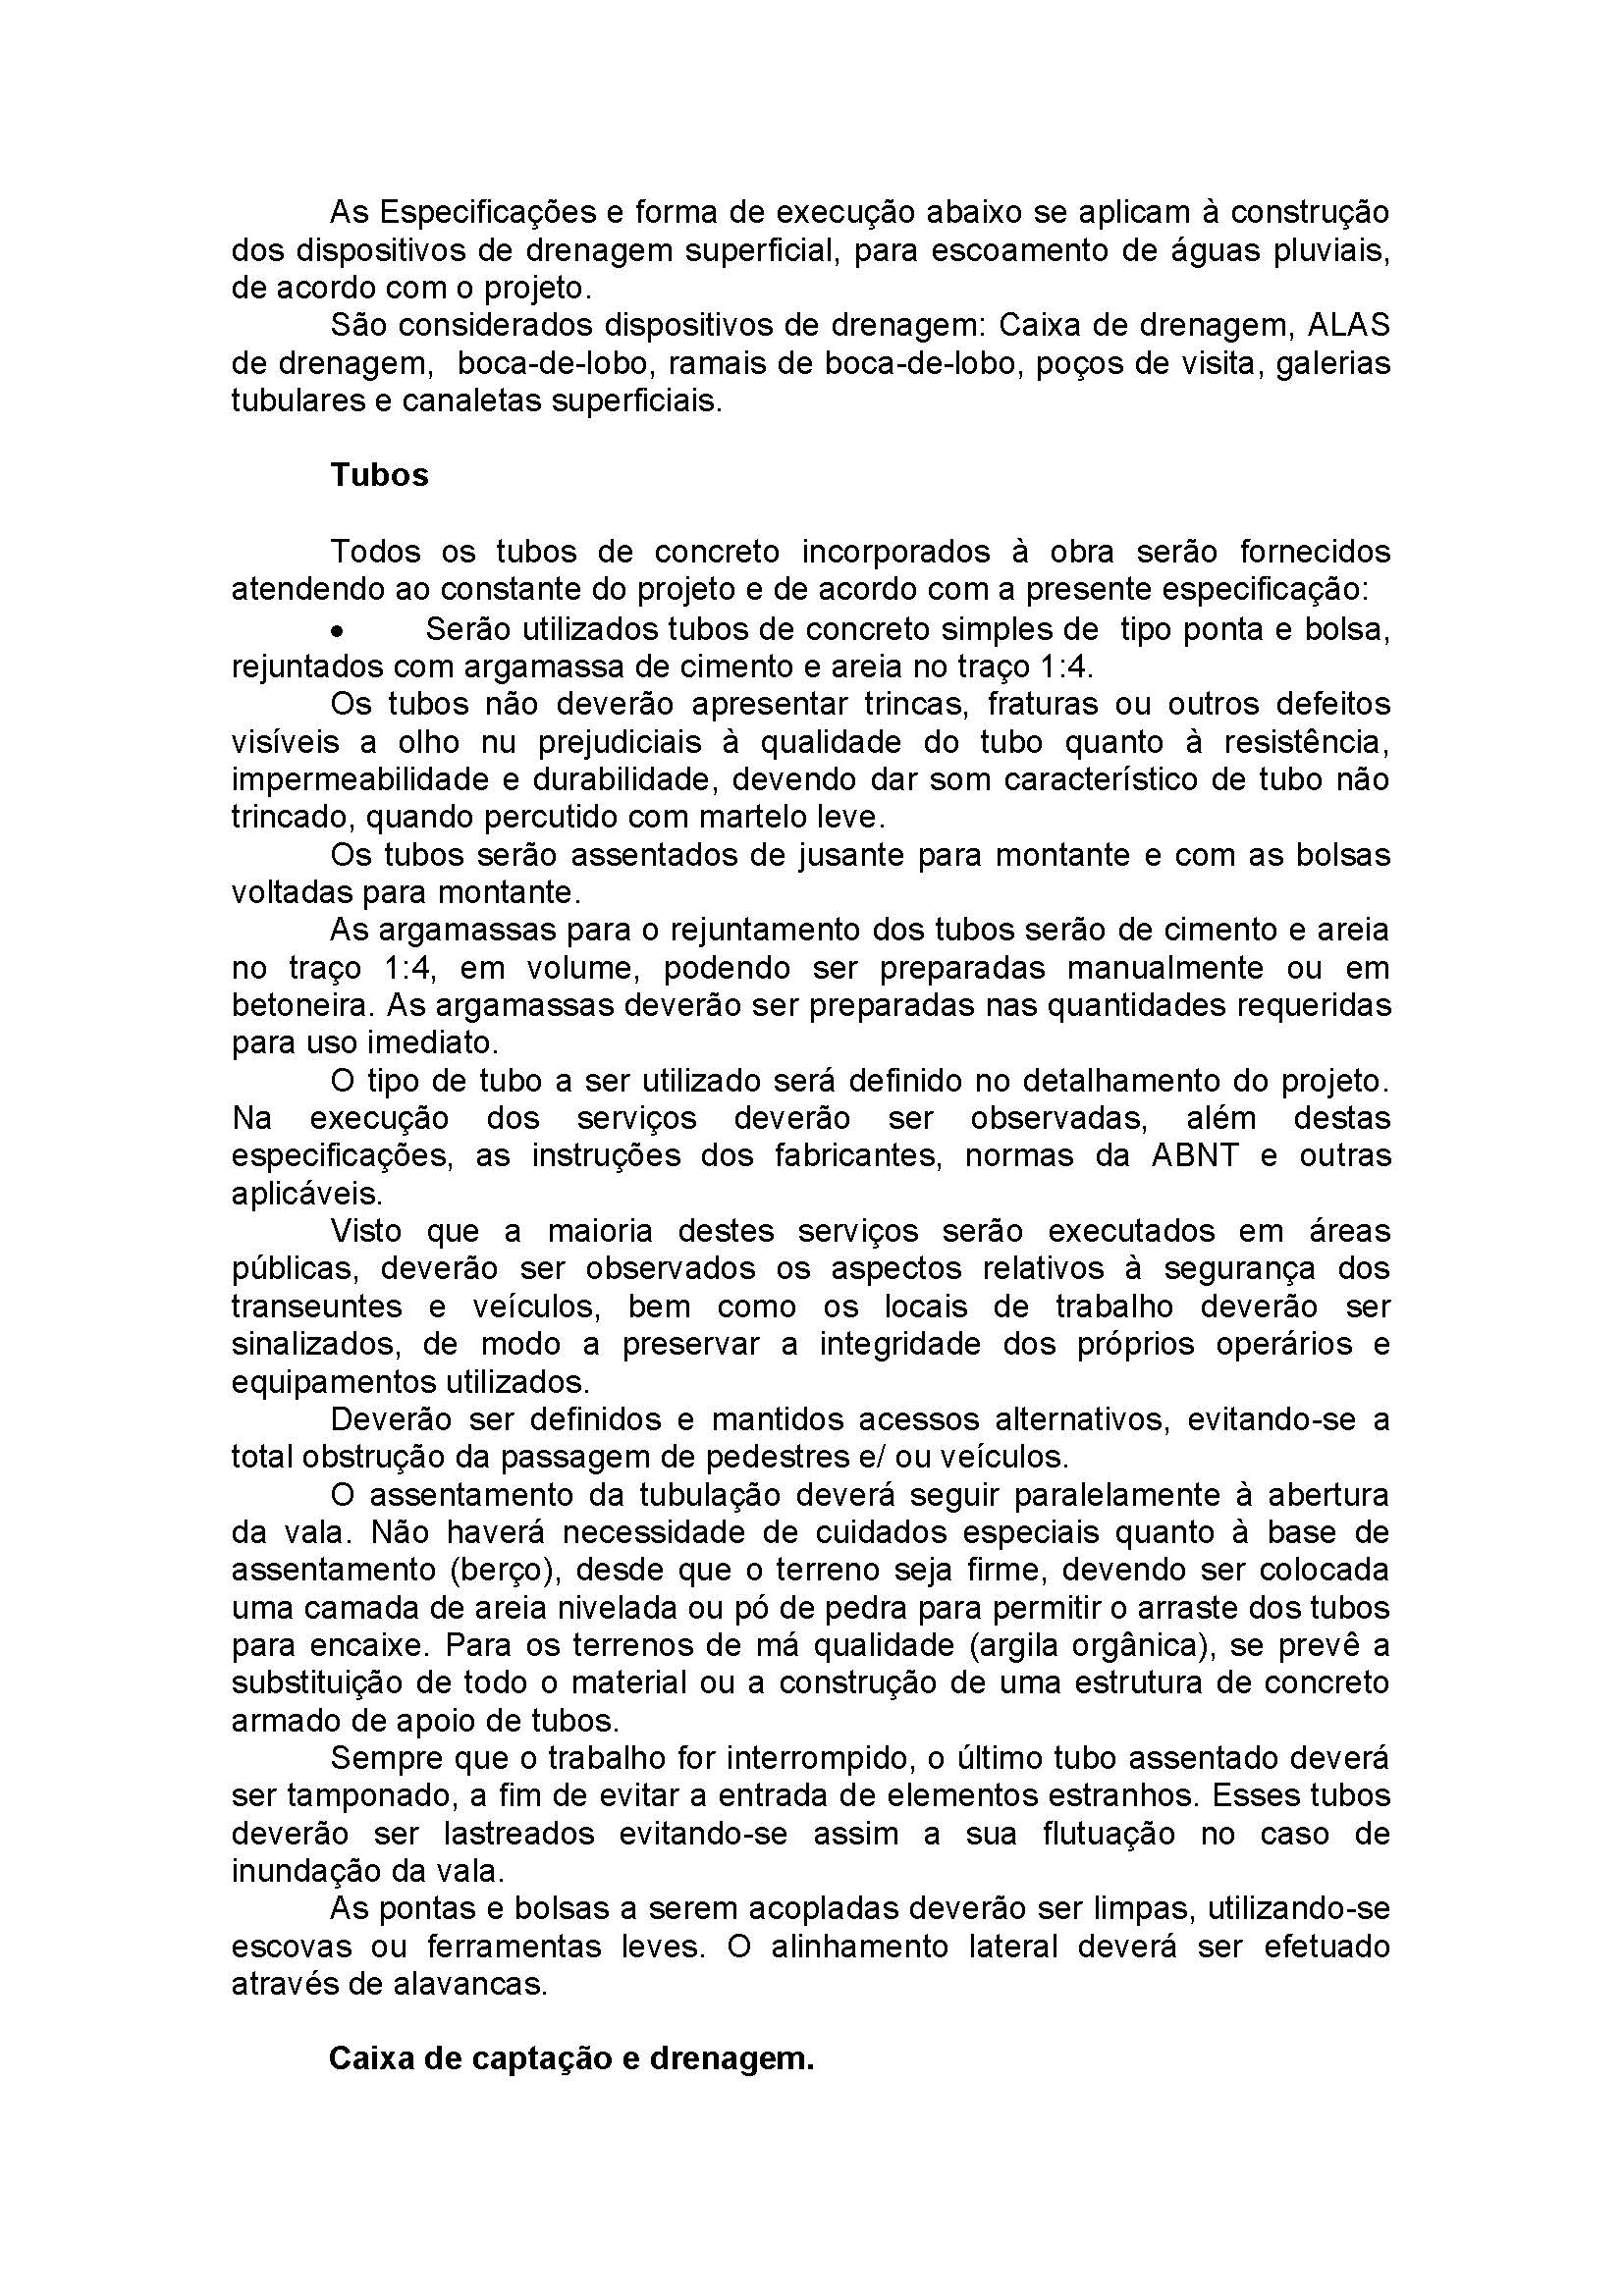 As Especificações e forma de execução abaixo se aplicam à construção
dos dispositivos de drenagem superficial, para escoamento de águas pluviais,
de acordo com o projeto.
São considerados dispositivos de drenagem: Caixa de drenagem, ALAS
de drenagem,  boca-de-lobo, ramais de boca-de-lobo, poços de visita, galerias
tubulares e canaletas superficiais.
Tubos
Todos os tubos de concreto incorporados à obra serão fornecidos
atendendo ao constante do projeto e de acordo com a presente especificação:
• Serão utilizados tubos de concreto simples de  tipo ponta e bolsa,
rejuntados com argamassa de cimento e areia no traço 1:4.
Os tubos não deverão apresentar trincas, fraturas ou outros defeitos
visíveis a olho nu prejudiciais à qualidade do tubo quanto à resistência,
impermeabilidade e durabilidade, devendo dar som característico de tubo não
trincado, quando percutido com martelo leve.
Os tubos serão assentados de jusante para montante e com as bolsas
voltadas para montante.
As argamassas para o rejuntamento dos tubos serão de cimento e areia
no traço 1:4, em volume, podendo ser preparadas manualmente ou em
betoneira. As argamassas deverão ser preparadas nas quantidades requeridas
para uso imediato.
O tipo de tubo a ser utilizado será definido no detalhamento do projeto.
Na execução dos serviços deverão ser observadas, além destas
especificações, as instruções dos fabricantes, normas da ABNT e outras
aplicáveis.
Visto que a maioria destes serviços serão executados em áreas
públicas, deverão ser observados os aspectos relativos à segurança dos
transeuntes e veículos, bem como os locais de trabalho deverão ser
sinalizados, de modo a preservar a integridade dos próprios operários e
equipamentos utilizados.
Deverão ser definidos e mantidos acessos alternativos, evitando-se a
total obstrução da passagem de pedestres e/ ou veículos.
O assentamento da tubulação deverá seguir paralelamente à abertura
da vala. Não haverá necessidade de cuidados especiais quanto à base de
assentamento (berço), desde que o terreno seja firme, devendo ser colocada
uma camada de areia nivelada ou pó de pedra para permitir o arraste dos tubos
para encaixe. Para os terrenos de má qualidade (argila orgânica), se prevê a
substituição de todo o material ou a construção de uma estrutura de concreto
armado de apoio de tubos.
Sempre que o trabalho for interrompido, o último tubo assentado deverá
ser tamponado, a fim de evitar a entrada de elementos estranhos. Esses tubos
deverão ser lastreados evitando-se assim a sua flutuação no caso de
inundação da vala.
As pontas e bolsas a serem acopladas deverão ser limpas, utilizando-se
escovas ou ferramentas leves. O alinhamento lateral deverá ser efetuado
através de alavancas.
Caixa de captação e drenagem.